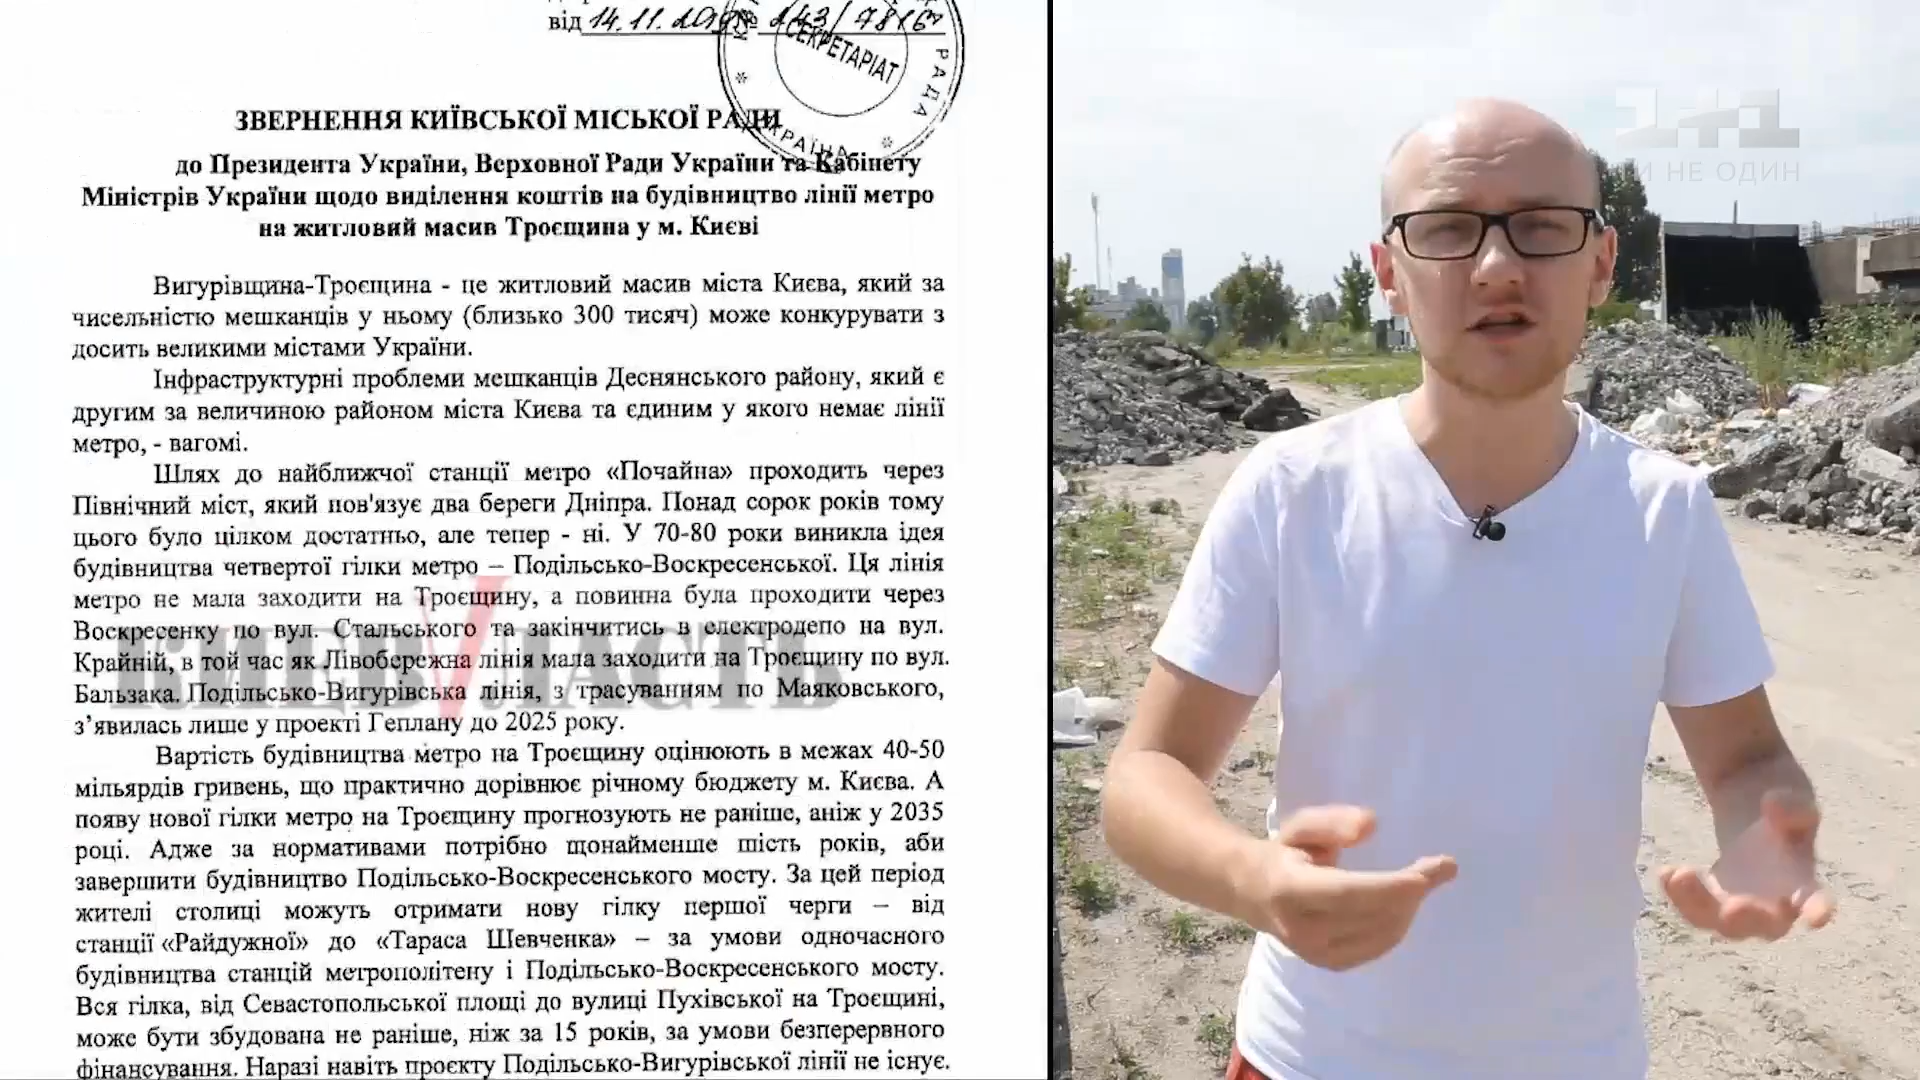 від 14.11.2019 № 243/7816
СЕКРЕТАРІАТ
РАДА
УКРАЇНА
ЗВЕРНЕННЯ КИЇВСЬКОЇ МІСЬКОЇ РАДИ
до Президента України, Верховної Ради України та Кабінету
Міністрів України щодо виділення коштів на будівництво лінії метро
на житловий масив Троєщина у м. Києві
Вигурівщина-Троєщина - це житловий масив міста Києва, який за
чисельністю мешканців у ньому (близько 300 тисяч) може конкурувати з
досить великими містами України.
Інфраструктурні проблеми мешканців Деснянського району, який є
другим за величиною районом міста Києва та єдиним у якого немає лінії
метро, - вагомі.
Шлях до найближчої станції метро «Почайна» проходить через
Північний міст, який пов'язує два береги Дніпра. Понад сорок років тому
цього було цілком достатньо, але тепер - ні. У 70-80 роки виникла ідея
будівництва четвертої гілки метро – Подільсько-Воскресенської. Ця лінія
метро не мала заходити на Троєщину, а повинна була проходити через
Воскресенку по вул. Стальського та закінчитись в електродепо на вул.
Крайній, в той час як Лівобережна лінія мала заходити на Троєщину по вул.
Бальзака. Подільсько-Вигурівська лінія, з трасуванням по Маяковського,
з’явилась лише у проекті Геплану до 2025 року.
КИЕВVЛАСТЬ
Вартість будівництва метро на Троєщину оцінюють в межах 40-50
мільярдів гривень, що практично дорівнює річному бюджету м. Києва. А
появу нової гілки метро на Троєщину прогнозують не раніше, аніж у 2035
році. Адже за нормативами потрібно щонайменше шість років, аби
завершити будівництво Подільсько-Воскресенського мосту. За цей період
жителі столиці можуть отримати нову гілку першої черги – від
станції «Райдужної» до «Тараса Шевченка» – за умови одночасного
будівництва станцій метрополітену і Подільсько-Воскресенського мосту.
Вся гілка, від Севастопольської площі до вулиці Пухівської на Троєщині,
може бути збудована не раніше, ніж за 15 років, за умови безперервного
фінансування. Наразі навіть проєкту Подільсько-Вигурівської лінії не існує.
1+1
ТИ НЕ ОДИН